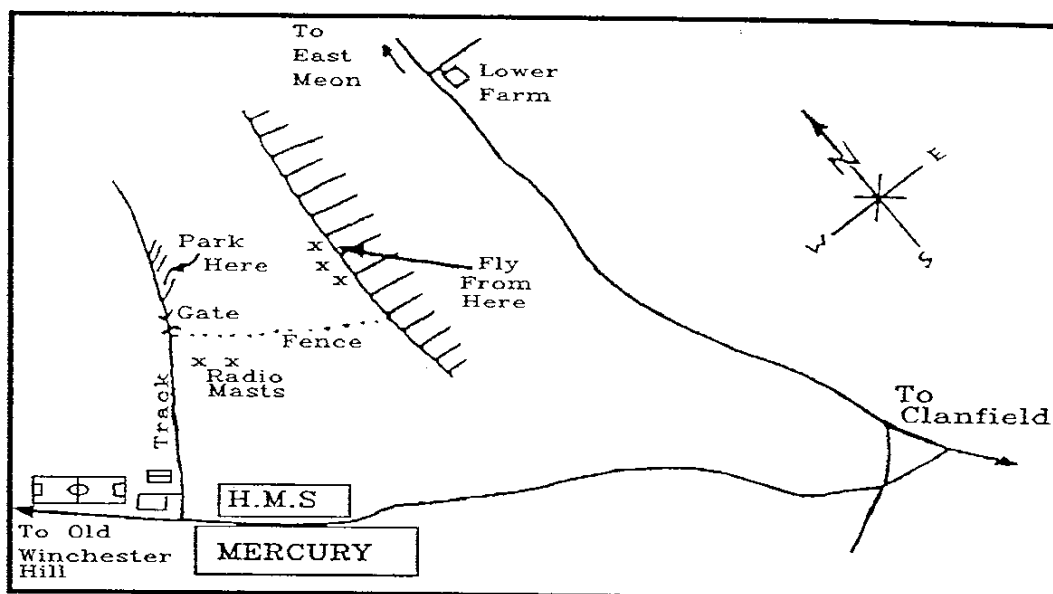 To
East
Meon
Lower
Farm
N
E
W
S
Park
Here
Fly
From
Here
Gate
Fence
x
x
x
x x
Radio
Masts
Track
To
Clanfield
H.M.S
MERCURY
To Old
Winchester
Hill